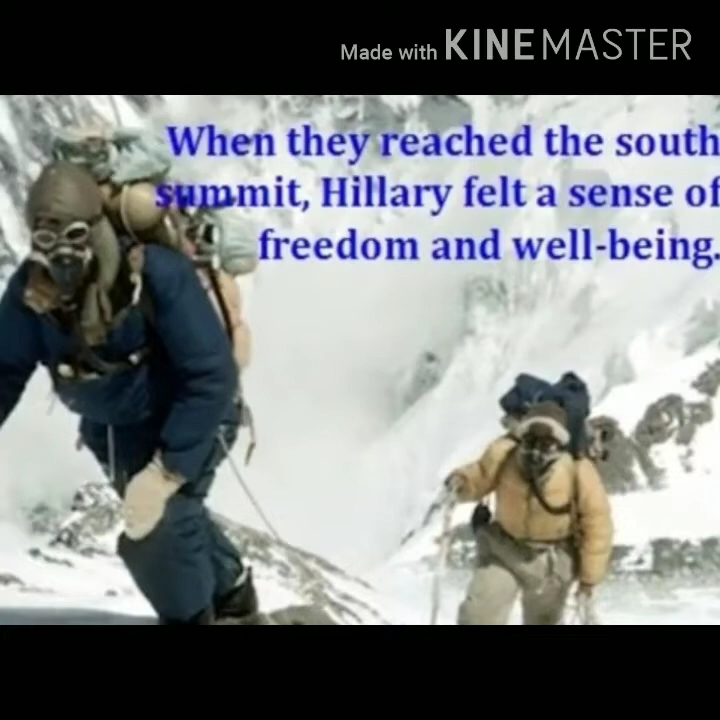 Made with KINEMASTER
When they reached the south
summit, Hillary felt a sense of
freedom and well-being.